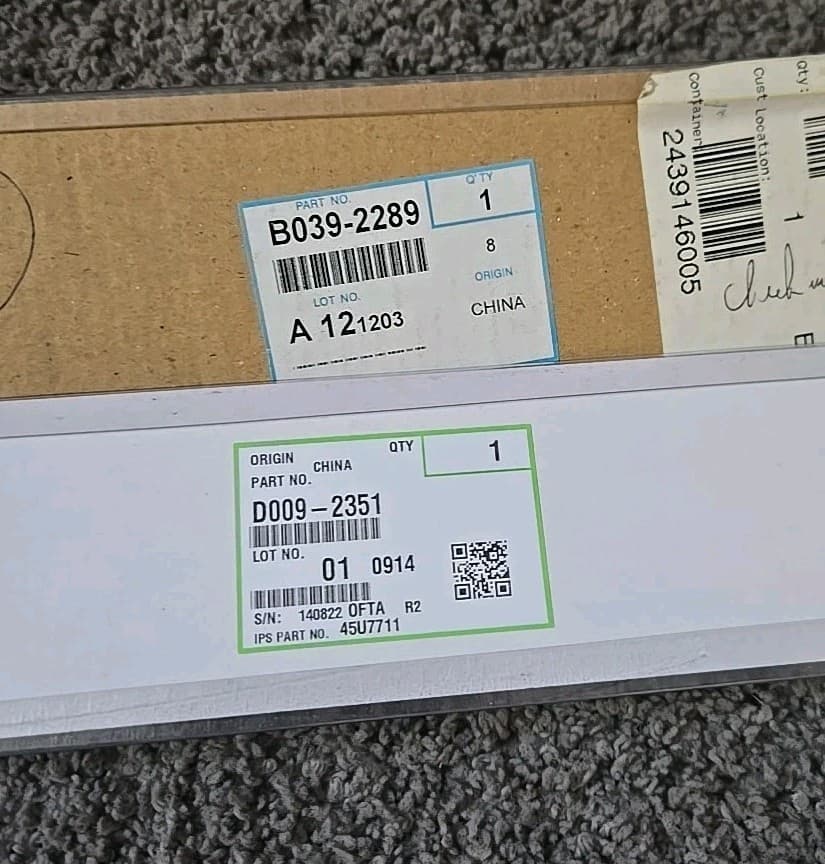 PART NO.
Q'TY
B039-2289
1
8
LOT NO.
ORIGIN
A 121203
CHINA
Qty:
Cust Location:
Container
2439146005
1
Check
ORIGIN CHINA
QTY 1
PART NO.
D009-2351
LOT NO.
01 0914
S/N: 140822 OFTA R2
IPS PART NO. 45U7711